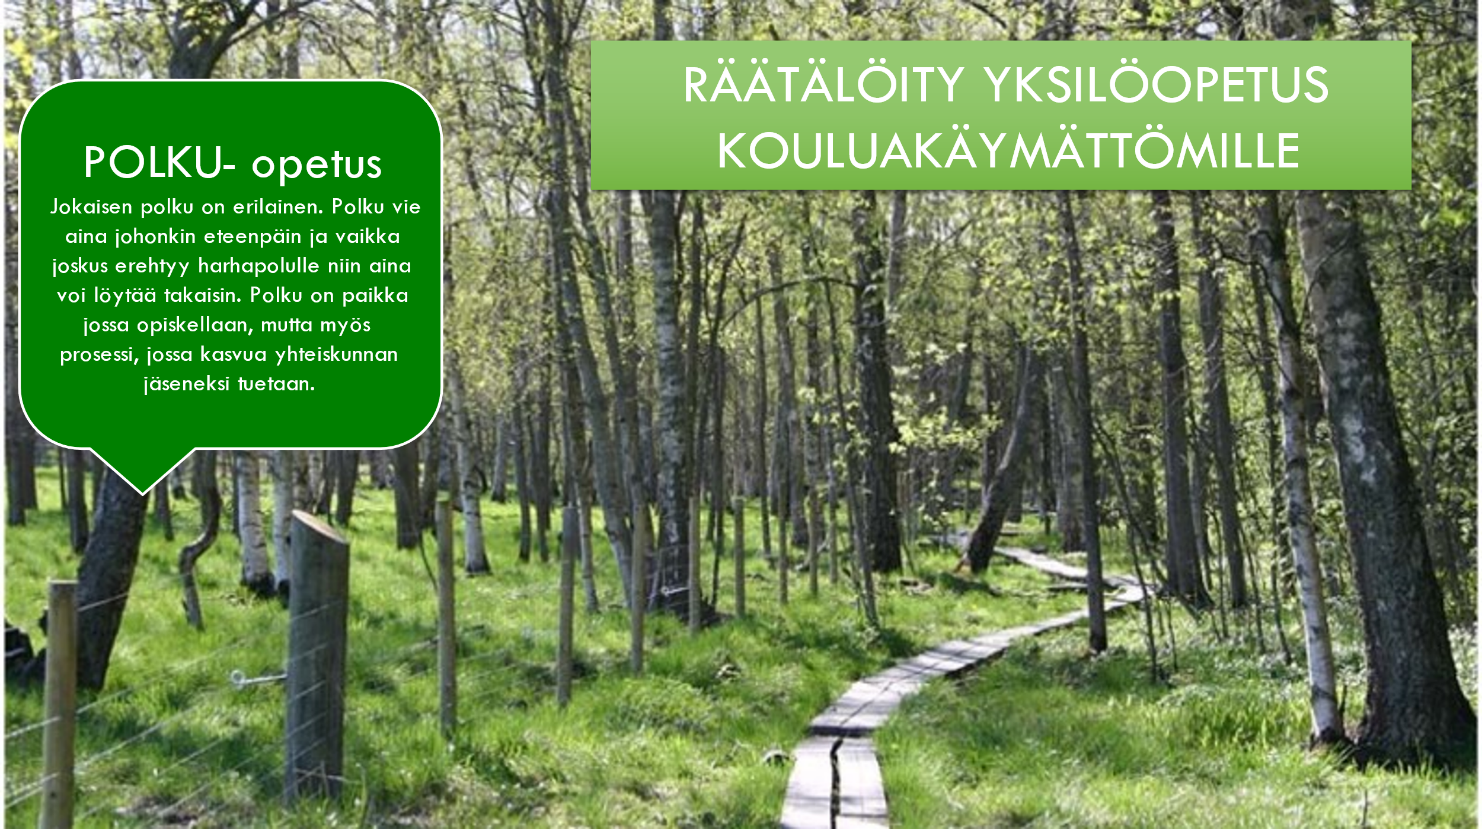 RÄÄTÄLÖITY YKSILÖOPETUS
KOULUAKÄYMÄTTÖMILLE
POLKU- opetus
Jokaisen polku on erilainen. Polku vie
aina johonkin eteenpäin ja vaikka
joskus erehtyy harhapolulle niin aina
voi löytää takaisin. Polku on paikka
jossa opiskellaan, mutta myös
prosessi, jossa kasvua yhteiskunnan
jäseneksi tuetaan.